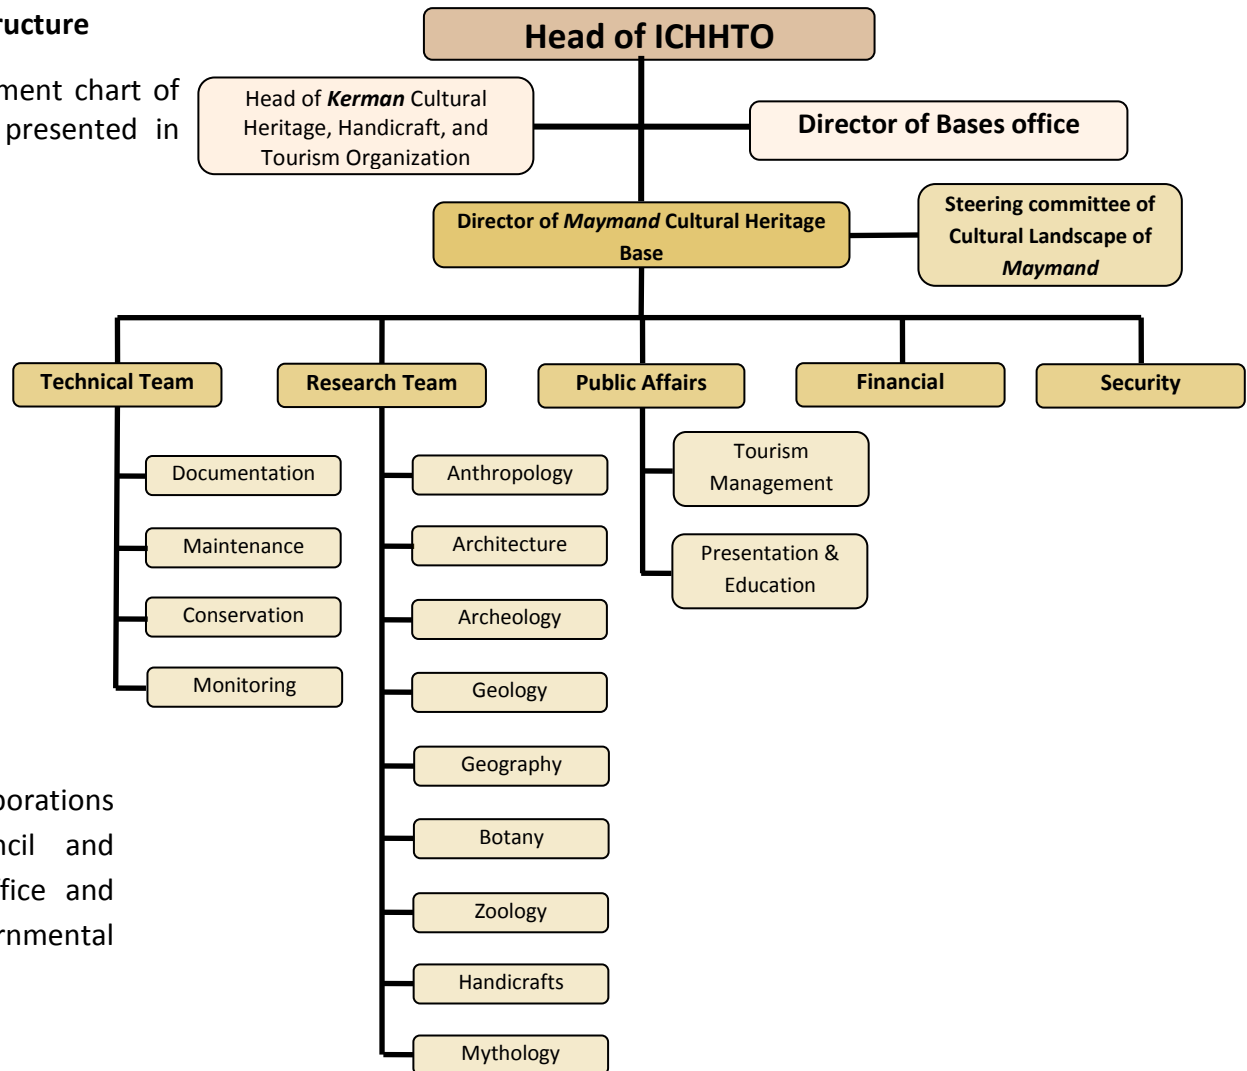 ructure
ment chart of
presented in
Head of ICHHTO
Head of Kerman Cultural
Heritage, Handicraft, and
Tourism Organization
Director of Bases office
Director of Maymand Cultural Heritage
Base
Steering committee of
Cultural Landscape of
Maymand
Technical Team
Research Team
Public Affairs
Financial
Security
Documentation
Maintenance
Conservation
Monitoring
Anthropology
Architecture
Archeology
Geology
Geography
Botany
Zoology
Handicrafts
Mythology
Tourism
Management
Presentation &
Education
porations
ncil and
ffice and
ernmental